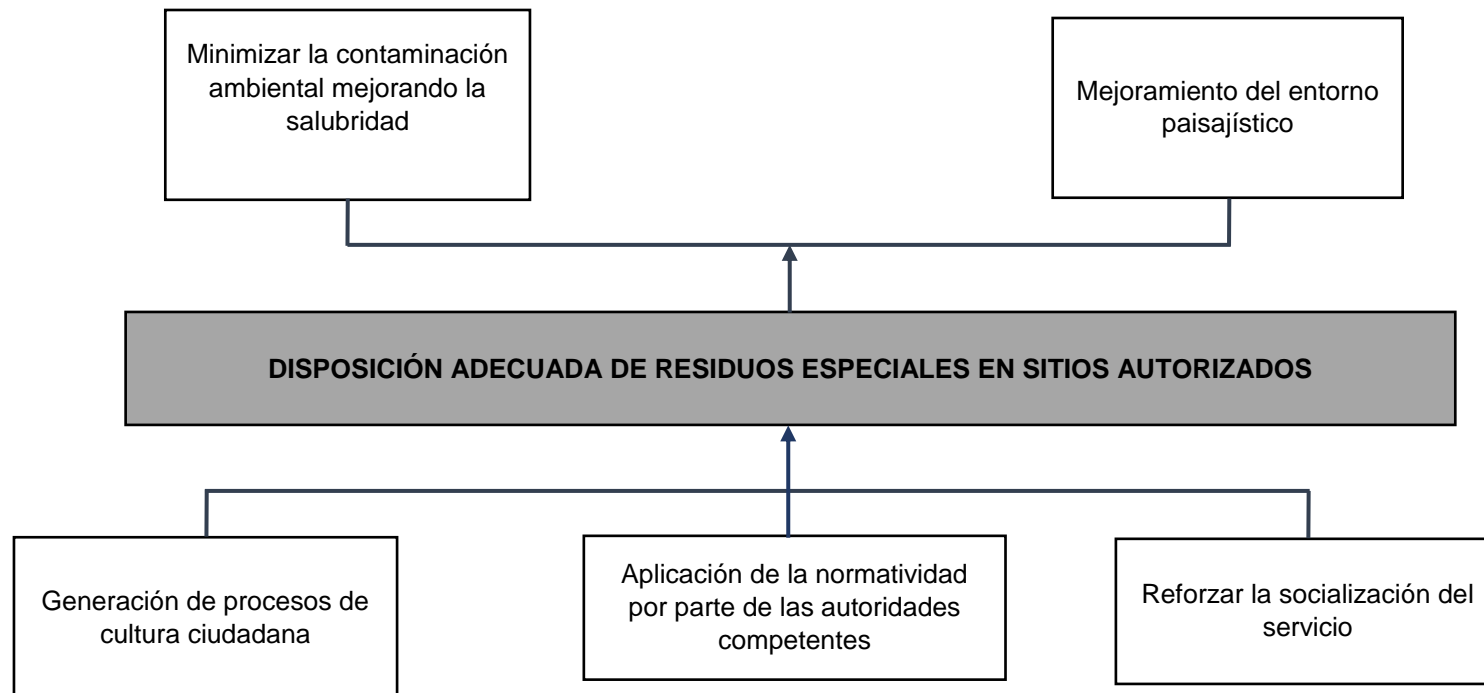 Minimizar la contaminación
ambiental mejorando la
salubridad
Mejoramiento del entorno
paisajístico
DISPOSICIÓN ADECUADA DE RESIDUOS ESPECIALES EN SITIOS AUTORIZADOS
Generación de procesos de
cultura ciudadana
Aplicación de la normatividad
por parte de las autoridades
competentes
Reforzar la socialización del
servicio